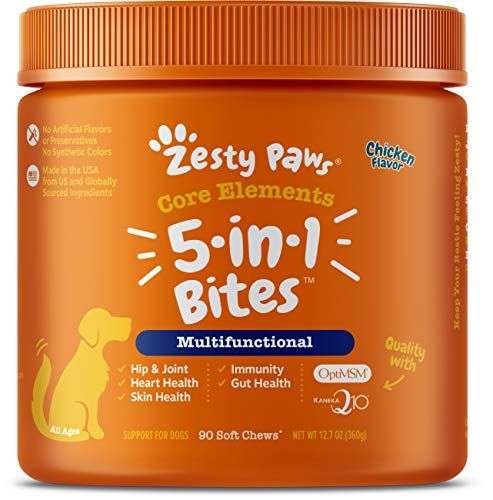 No Artificial Flavors
or Preservatives
No Synthetic Colors
Made in the USA
from US and Globally
Sourced Ingredients
Zesty Paws®
Chicken
Flavor
Core Elements
5-in-1
Bites™
Multifunctional
✓ Hip & Joint
✓ Heart Health
✓ Skin Health
✓ Immunity
✓ Gut Health
Quality
with
OptiMSM®
KANEKA Q10®
All Ages
SUPPORT FOR DOGS
90 Soft Chews*
NET WT 12.7 OZ (360g)
Keep Your Bestie Feeling Zesty!